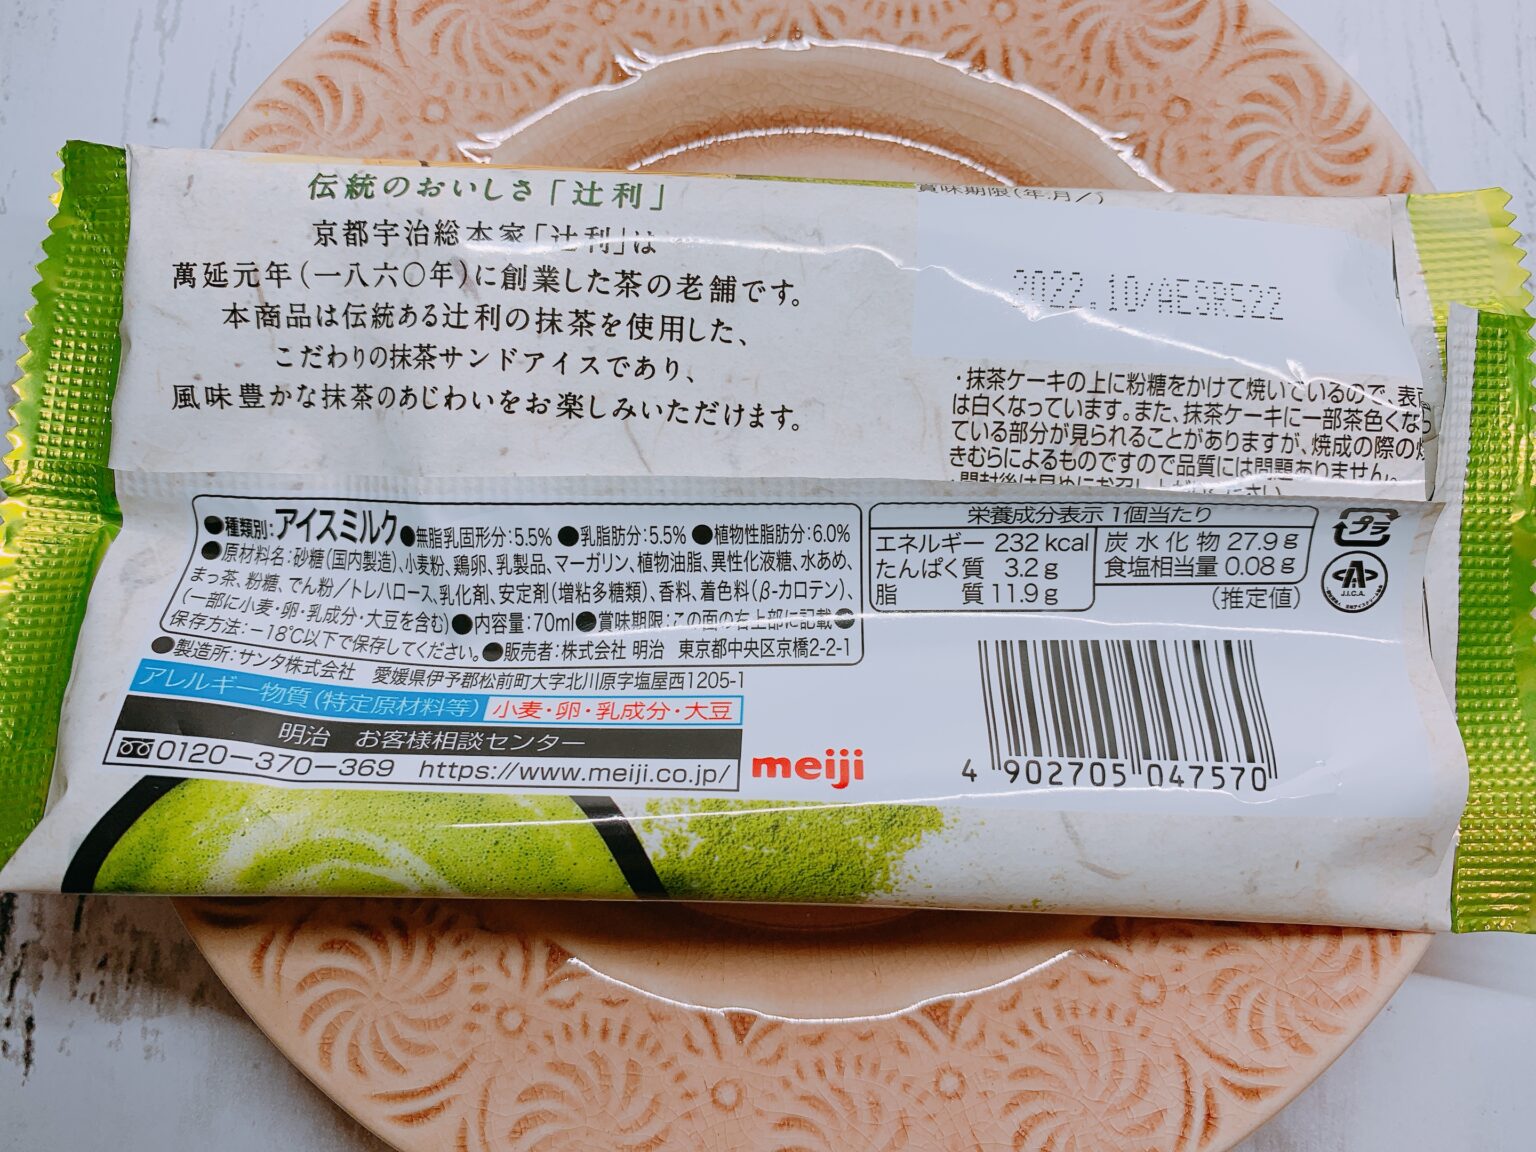 伝統のおいしさ「辻利」
京都宇治総本家「辻利」は
萬延元年(一八六〇年)に創業した茶の老舗です。
本商品は伝統ある辻利の抹茶を使用した、
こだわりの抹茶サンドアイスであり、
風味豊かな抹茶のあじわいをお楽しみいただけます。
賞味期限(年.月/)
2022.10/AESR522
・抹茶ケーキの上に粉糖をかけて焼いているので、表
は白くなっています。また、抹茶ケーキに一部茶色くなっ
ている部分が見られることがありますが、焼成の際の焼
きむらによるものですので品質には問題ありません。
●種類別:アイスミルク●無脂乳固形分:5.5% ●乳脂肪分:5.5% ●植物性脂肪分:6.0%
●原材料名:砂糖(国内製造)、小麦粉、鶏卵、乳製品、マーガリン、植物油脂、異性化液糖、水あめ、
まっ茶、粉糖、でん粉/トレハロース、乳化剤、安定剤(増粘多糖類)、香料、着色料(β-カロテン)、
(一部に小麦・卵・乳成分・大豆を含む)●内容量:70ml●賞味期限:この面の右上部に記載●
保存方法:−18℃以下で保存してください。●販売者:株式会社 明治 東京都中央区京橋2-2-1
●製造所:サンタ株式会社 愛媛県伊予郡松前町大字北川原字塩屋西1205-1
アレルギー物質(特定原材料等) 小麦・卵・乳成分・大豆
明治 お客様相談センター
0120−370−369 https://www.meiji.co.jp/
meiji
栄養成分表示 1個当たり
エネルギー 232kcal 炭水化物 27.9g
たんぱく質 3.2g 食塩相当量 0.08g
脂質 11.9g (推定値)
プラ
J.I.C.A.
4 902705 047570